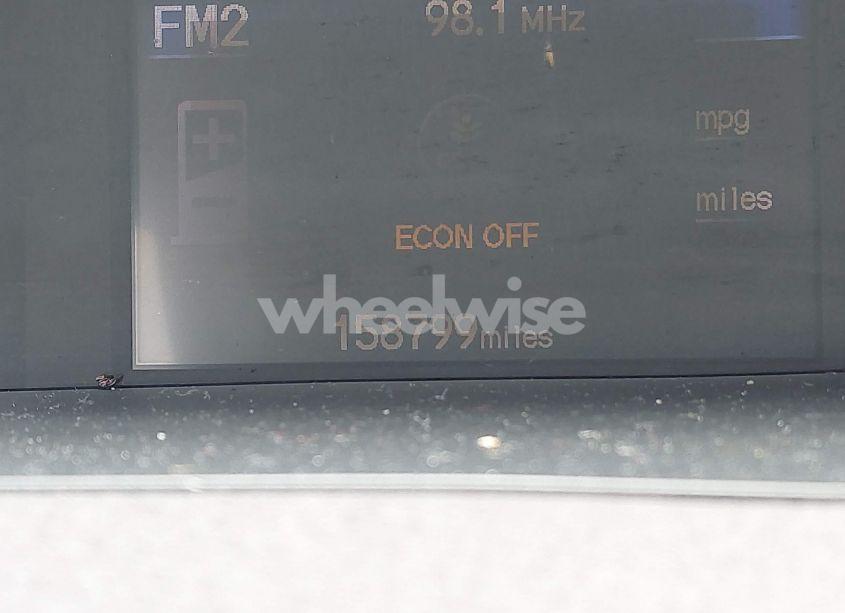 FM2 98.1 MHz
mpg
miles
ECON OFF
wheelwise
158799 miles